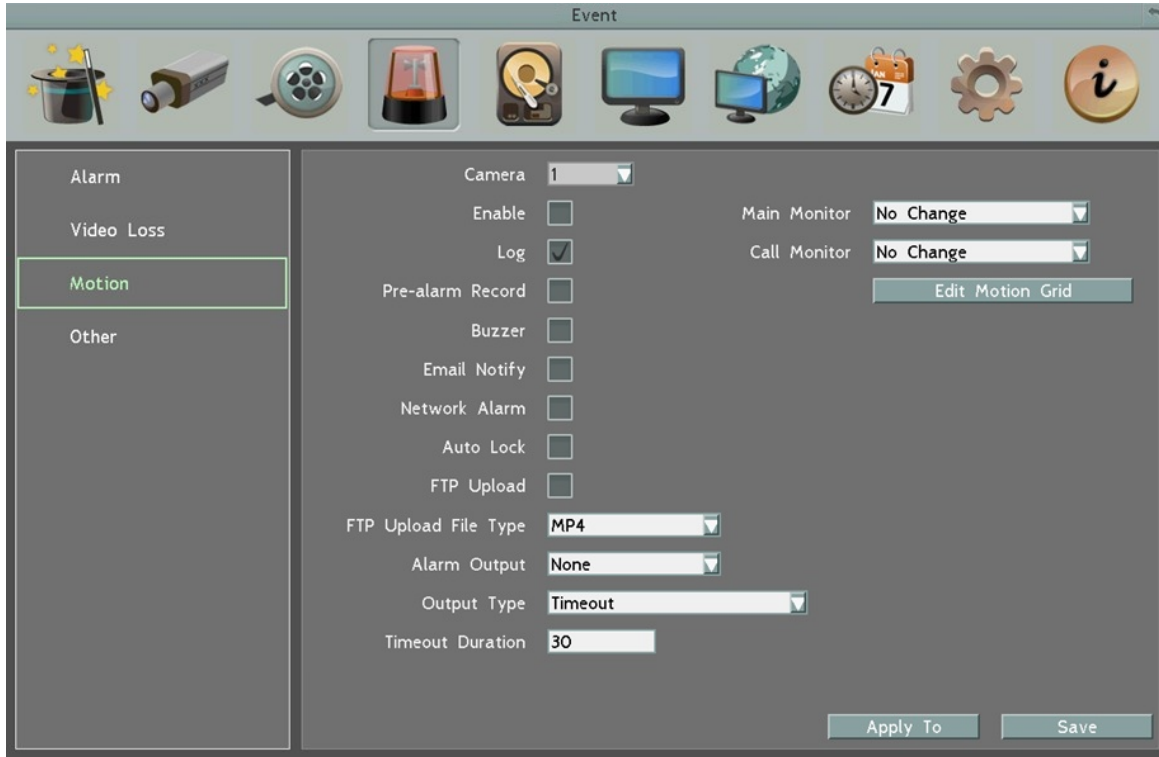 Event
JAN
7
i
Alarm
Video Loss
Motion
Other
Camera 1
Enable
Main Monitor No Change
Log
Call Monitor No Change
Pre-alarm Record
Edit Motion Grid
Buzzer
Email Notify
Network Alarm
Auto Lock
FTP Upload
FTP Upload File Type MP4
Alarm Output None
Output Type Timeout
Timeout Duration 30
Apply To
Save